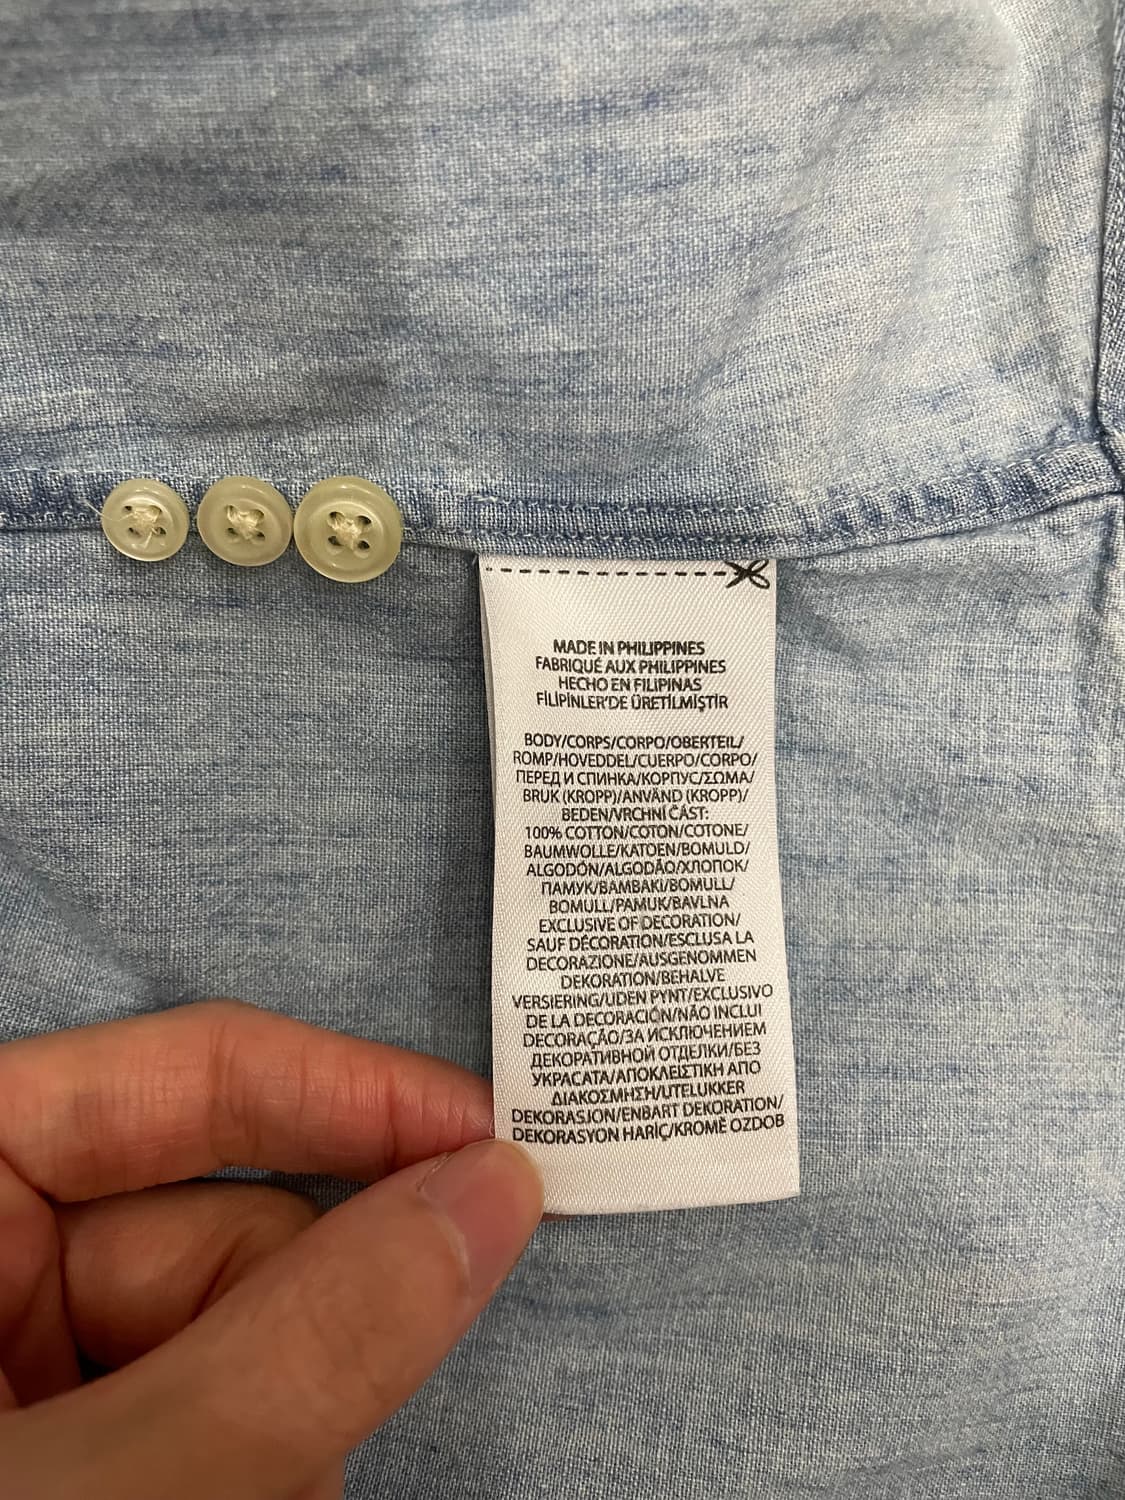 MADE IN PHILIPPINES
FABRIQUÉ AUX PHILIPPINES
HECHO EN FILIPINAS
FİLİPİNLER'DE ÜRETİLMİŞTİR
BODY/CORPS/CORPO/OBERTEIL/
ROMP/HOVEDDEL/CUERPO/CORPO/
ПЕРЕД И СПИНКА/КОРПУС/ΣΩΜΑ/
BRUK (KROPP)/ANVÄND (KROPP)/
BEDEN/VRCHNÍ ČÁST:
100% COTTON/COTON/COTONE/
BAUMWOLLE/KATOEN/BOMULD/
ALGODÓN/ALGODÃO/ХЛОПОК/
ПАМУК/BAMBAKI/BOMULL/
BOMULL/PAMUK/BAVLNA
EXCLUSIVE OF DECORATION/
SAUF DÉCORATION/ESCLUSA LA
DECORAZIONE/AUSGENOMMEN
DEKORATION/BEHALVE
VERSIERING/UDEN PYNT/EXCLUSIVO
DE LA DECORACIÓN/NÃO INCLUI
DECORAÇÃO/ЗА ИСКЛЮЧЕНИЕМ
ДЕКОРАТИВНОЙ ОТДЕЛКИ/БЕЗ
УКРАСАТА/ΑΠΟΚΛΕΙΣΤΙΚΗ ΑΠΟ
ΔΙΑΚΟΣΜΗΣΗ/UTELUKKER
DEKORASJON/ENBART DEKORATION/
DEKORASYON HARİÇ/KROMĚ OZDOB